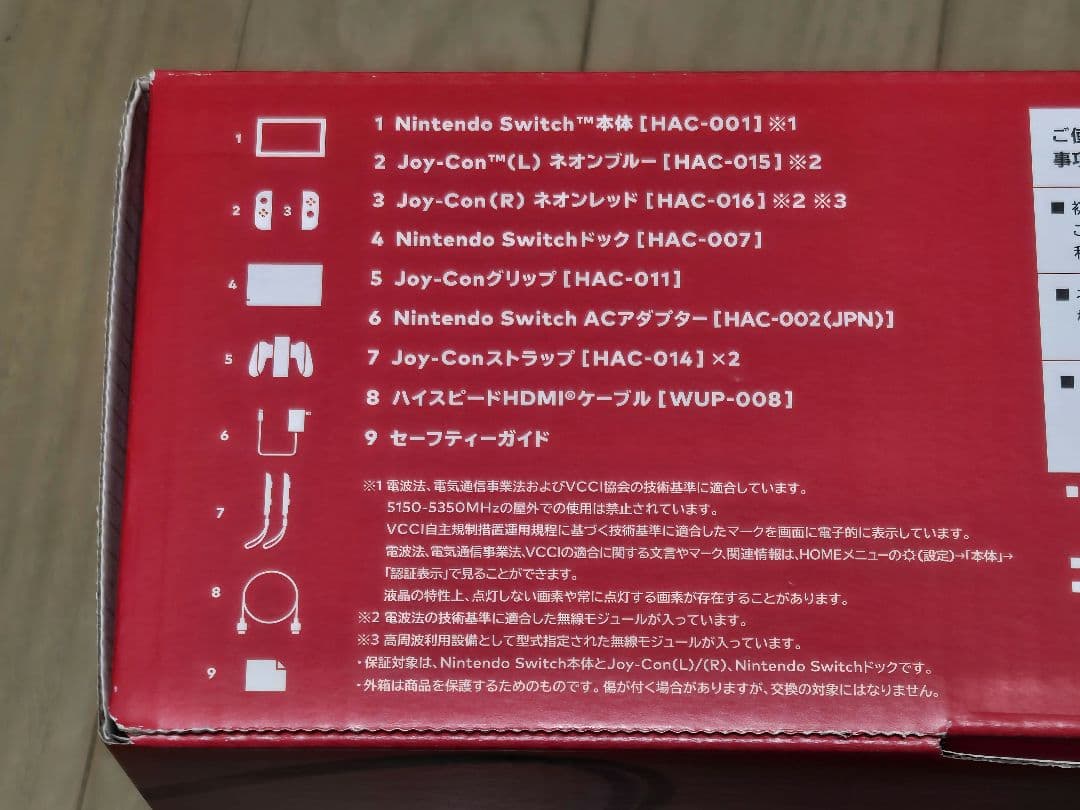 1 Nintendo Switch™本体[HAC-001]※1
2 Joy-Con™(L) ネオンブルー[HAC-015]※2
3 Joy-Con(R) ネオンレッド[HAC-016]※2 ※3
4 Nintendo Switchドック[HAC-007]
5 Joy-Conグリップ[HAC-011]
6 Nintendo Switch ACアダプター[HAC-002(JPN)]
7 Joy-Conストラップ[HAC-014]×2
8 ハイスピードHDMI®ケーブル[WUP-008]
9 セーフティーガイド
※1 電波法、電気通信事業法およびVCCI協会の技術基準に適合しています。
5150-5350MHzの屋外での使用は禁止されています。
VCCI自主規制措置運用規程に基づく技術基準に適合したマークを画面に電子的に表示しています。
電波法、電気通信事業法、VCCIの適合に関する文言やマーク、関連情報は、HOMEメニューの(設定)→「本体」→
「認証表示」で見ることができます。
液晶の特性上、点灯しない画素や常に点灯する画素が存在することがあります。
※2 電波法の技術基準に適合した無線モジュールが入っています。
※3 高周波利用設備として型式指定された無線モジュールが入っています。
・保証対象は、Nintendo Switch本体とJoy-Con(L)/(R)、Nintendo Switchドックです。
・外箱は商品を保護するためのものです。傷が付く場合がありますが、交換の対象にはなりません。
1
2
3
4
5
6
7
8
9
ご使
事項